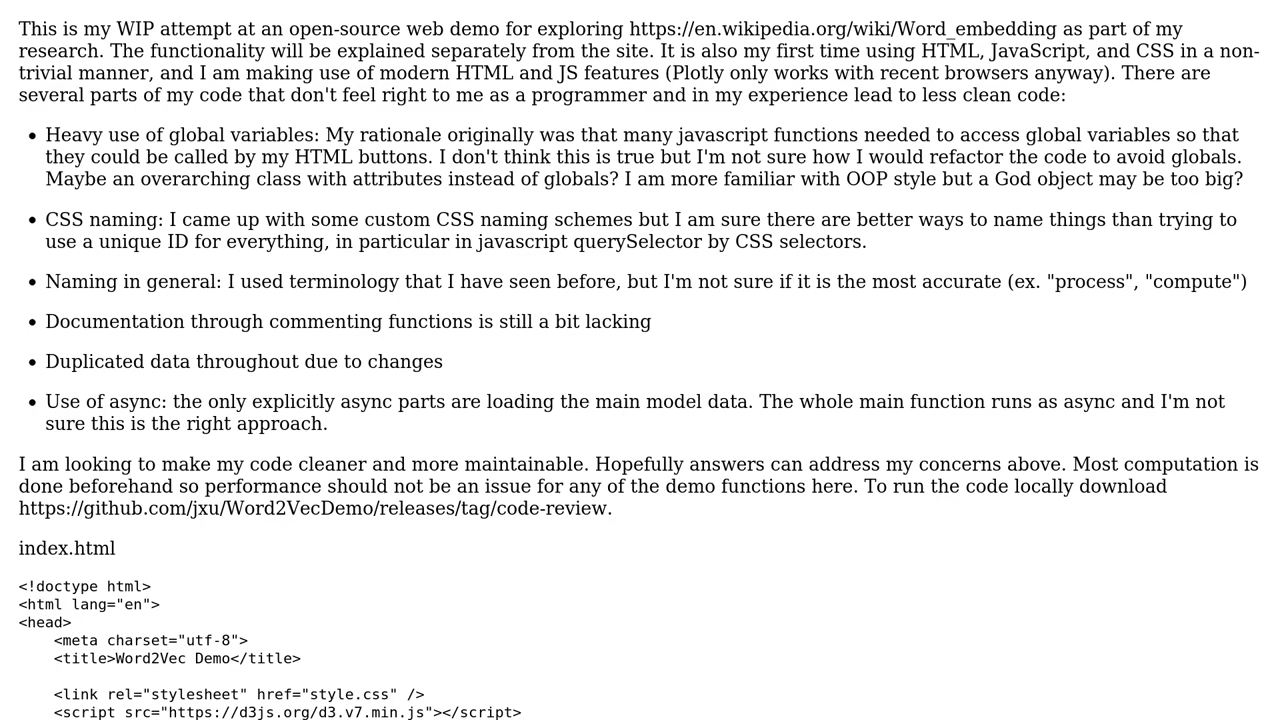 This is my WIP attempt at an open-source web demo for exploring https://en.wikipedia.org/wiki/Word_embedding as part of my
research. The functionality will be explained separately from the site. It is also my first time using HTML, JavaScript, and CSS in a non-
trivial manner, and I am making use of modern HTML and JS features (Plotly only works with recent browsers anyway). There are
several parts of my code that don't feel right to me as a programmer and in my experience lead to less clean code:
• Heavy use of global variables: My rationale originally was that many javascript functions needed to access global variables so that
they could be called by my HTML buttons. I don't think this is true but I'm not sure how I would refactor the code to avoid globals.
Maybe an overarching class with attributes instead of globals? I am more familiar with OOP style but a God object may be too big?
• CSS naming: I came up with some custom CSS naming schemes but I am sure there are better ways to name things than trying to
use a unique ID for everything, in particular in javascript querySelector by CSS selectors.
• Naming in general: I used terminology that I have seen before, but I'm not sure if it is the most accurate (ex. "process", "compute")
• Documentation through commenting functions is still a bit lacking
• Duplicated data throughout due to changes
• Use of async: the only explicitly async parts are loading the main model data. The whole main function runs as async and I'm not
sure this is the right approach.
I am looking to make my code cleaner and more maintainable. Hopefully answers can address my concerns above. Most computation is
done beforehand so performance should not be an issue for any of the demo functions here. To run the code locally download
https://github.com/jxu/Word2VecDemo/releases/tag/code-review.
index.html
<!doctype html>
<html lang="en">
<head>
    <meta charset="utf-8">
    <title>Word2Vec Demo</title>
    <link rel="stylesheet" href="style.css" />
    <script src="https://d3js.org/d3.v7.min.js"></script>